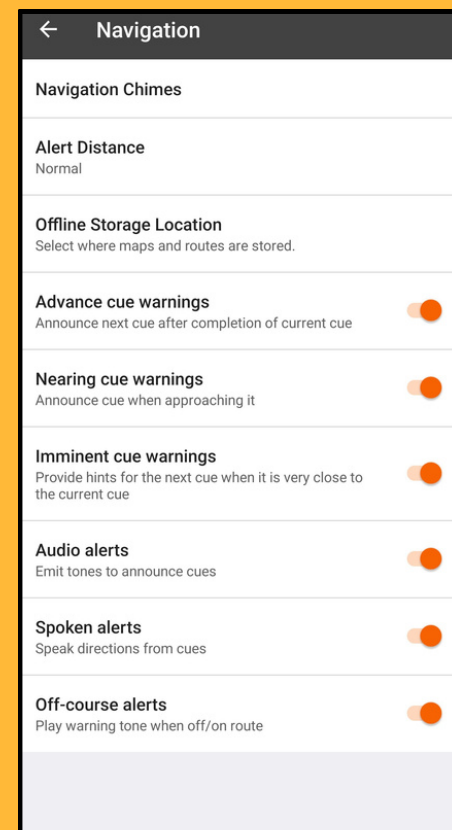 Navigation
Navigation Chimes
Alert Distance
Normal
Offline Storage Location
Select where maps and routes are stored.
Advance cue warnings
Announce next cue after completion of current cue
Nearing cue warnings
Announce cue when approaching it
Imminent cue warnings
Provide hints for the next cue when it is very close to
the current cue
Audio alerts
Emit tones to announce cues
Spoken alerts
Speak directions from cues
Off-course alerts
Play warning tone when off/on route